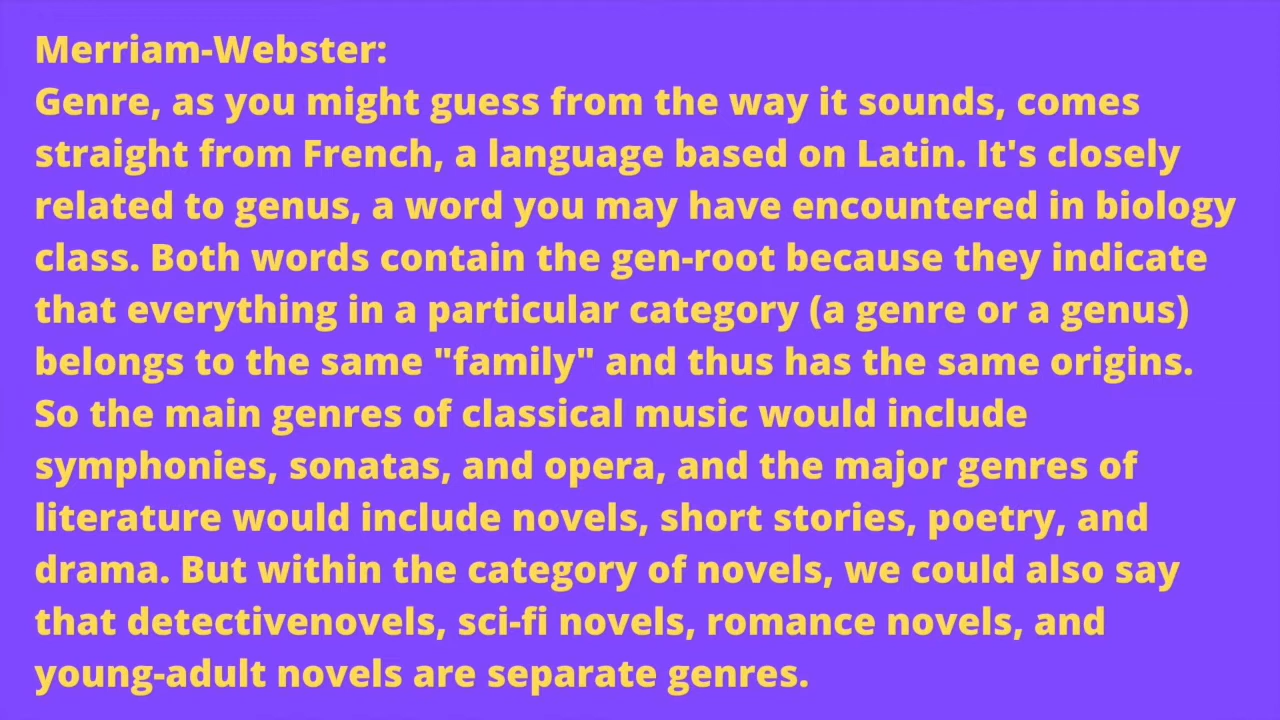 Merriam-Webster:
Genre, as you might guess from the way it sounds, comes
straight from French, a language based on Latin. It's closely
related to genus, a word you may have encountered in biology
class. Both words contain the gen-root because they indicate
that everything in a particular category (a genre or a genus)
belongs to the same "family" and thus has the same origins.
So the main genres of classical music would include
symphonies, sonatas, and opera, and the major genres of
literature would include novels, short stories, poetry, and
drama. But within the category of novels, we could also say
that detectivenovels, sci-fi novels, romance novels, and
young-adult novels are separate genres.